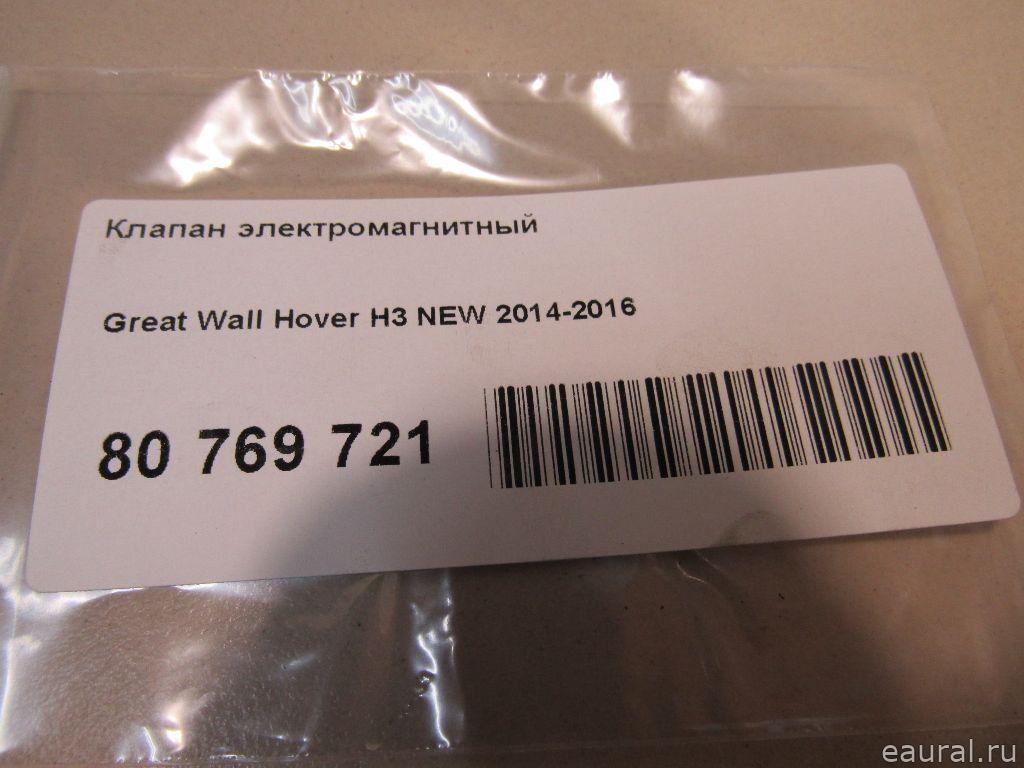 Клапан электромагнитный
Great Wall Hover H3 NEW 2014-2016
80 769 721
eaural.ru